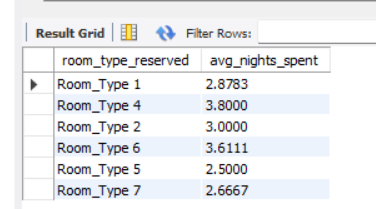 Result Grid Filter Rows:
room_type_reserved avg_nights_spent
Room_Type 1 2.8783
Room_Type 4 3.8000
Room_Type 2 3.0000
Room_Type 6 3.6111
Room_Type 5 2.5000
Room_Type 7 2.6667